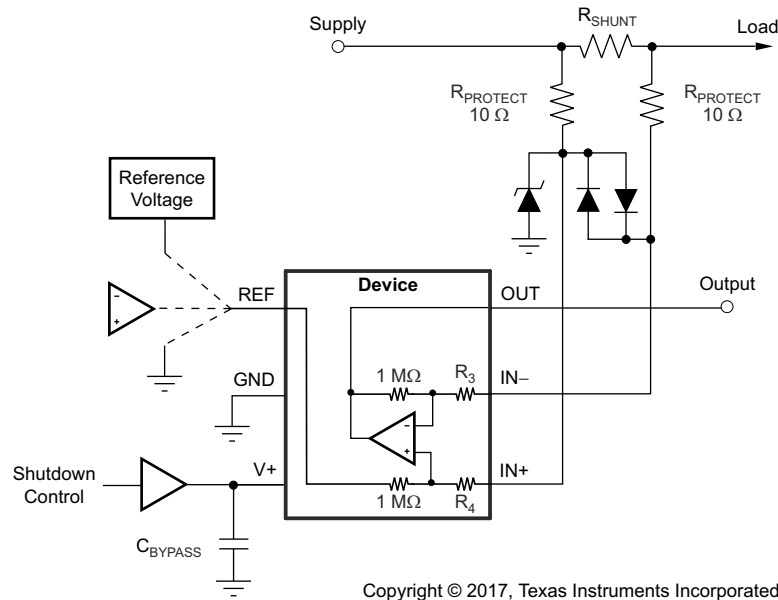 R_SHUNT
Supply
Load
R_PROTECT
10 Ω
R_PROTECT
10 Ω
Reference
Voltage
Device
REF
OUT
Output
-
+
GND
1 MΩ
R_3
IN–
-
+
Shutdown
Control
V+
1 MΩ
R_4
IN+
C_BYPASS
Copyright © 2017, Texas Instruments Incorporated